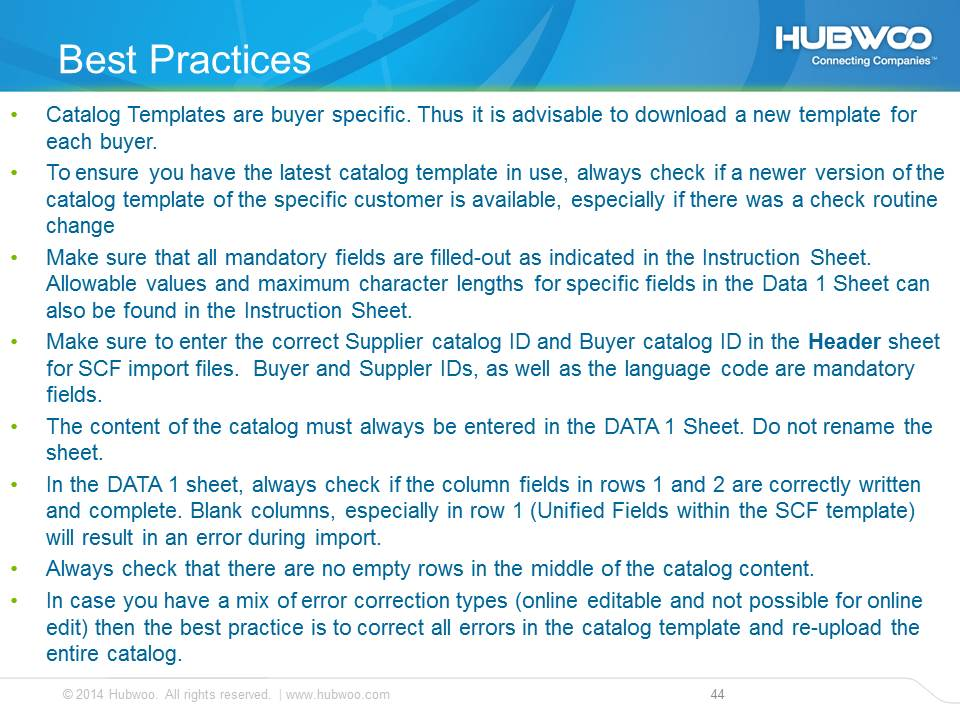 Best Practices
HUBWOO
Connecting Companies™
• Catalog Templates are buyer specific. Thus it is advisable to download a new template for
each buyer.
• To ensure you have the latest catalog template in use, always check if a newer version of the
catalog template of the specific customer is available, especially if there was a check routine
change
• Make sure that all mandatory fields are filled-out as indicated in the Instruction Sheet.
Allowable values and maximum character lengths for specific fields in the Data 1 Sheet can
also be found in the Instruction Sheet.
• Make sure to enter the correct Supplier catalog ID and Buyer catalog ID in the Header sheet
for SCF import files. Buyer and Suppler IDs, as well as the language code are mandatory
fields.
• The content of the catalog must always be entered in the DATA 1 Sheet. Do not rename the
sheet.
• In the DATA 1 sheet, always check if the column fields in rows 1 and 2 are correctly written
and complete. Blank columns, especially in row 1 (Unified Fields within the SCF template)
will result in an error during import.
• Always check that there are no empty rows in the middle of the catalog content.
• In case you have a mix of error correction types (online editable and not possible for online
edit) then the best practice is to correct all errors in the catalog template and re-upload the
entire catalog.
© 2014 Hubwoo. All rights reserved. | www.hubwoo.com 44